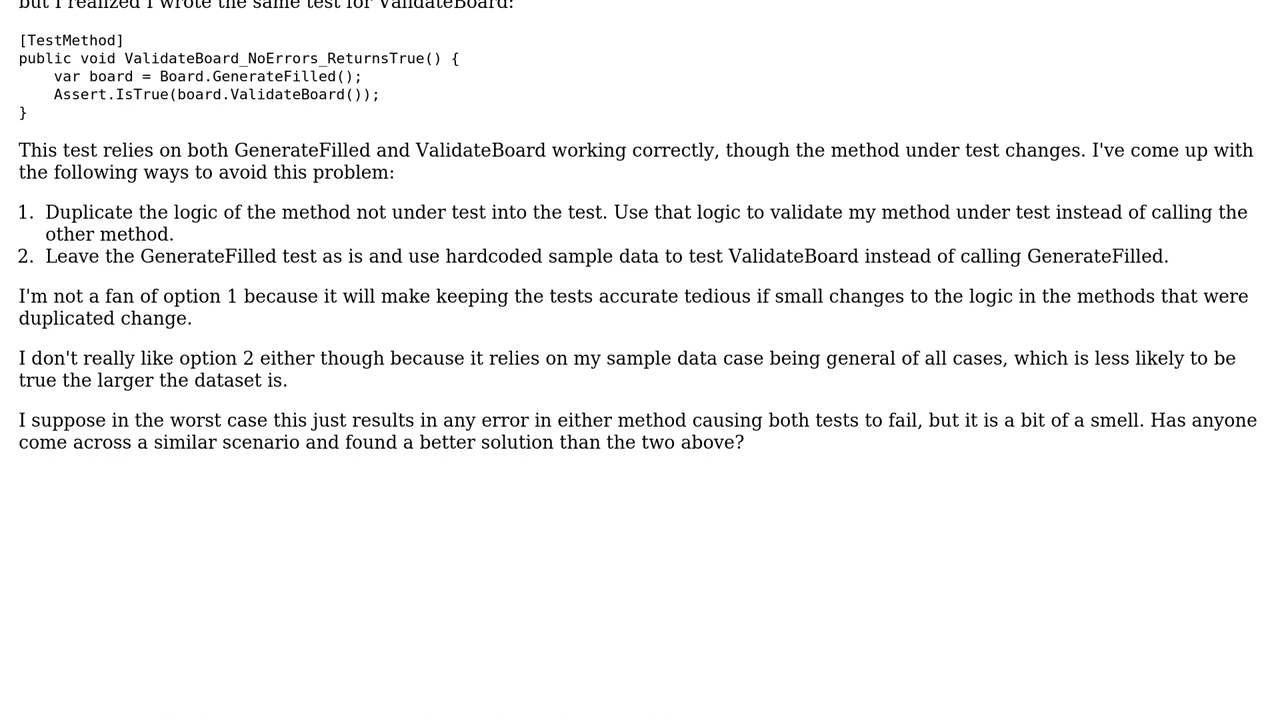 but I realized I wrote the same test for ValidateBoard:
[TestMethod]
public void ValidateBoard_NoErrors_ReturnsTrue() {
    var board = Board.GenerateFilled();
    Assert.IsTrue(board.ValidateBoard());
}
This test relies on both GenerateFilled and ValidateBoard working correctly, though the method under test changes. I've come up with
the following ways to avoid this problem:
1. Duplicate the logic of the method not under test into the test. Use that logic to validate my method under test instead of calling the
other method.
2. Leave the GenerateFilled test as is and use hardcoded sample data to test ValidateBoard instead of calling GenerateFilled.
I'm not a fan of option 1 because it will make keeping the tests accurate tedious if small changes to the logic in the methods that were
duplicated change.
I don't really like option 2 either though because it relies on my sample data case being general of all cases, which is less likely to be
true the larger the dataset is.
I suppose in the worst case this just results in any error in either method causing both tests to fail, but it is a bit of a smell. Has anyone
come across a similar scenario and found a better solution than the two above?